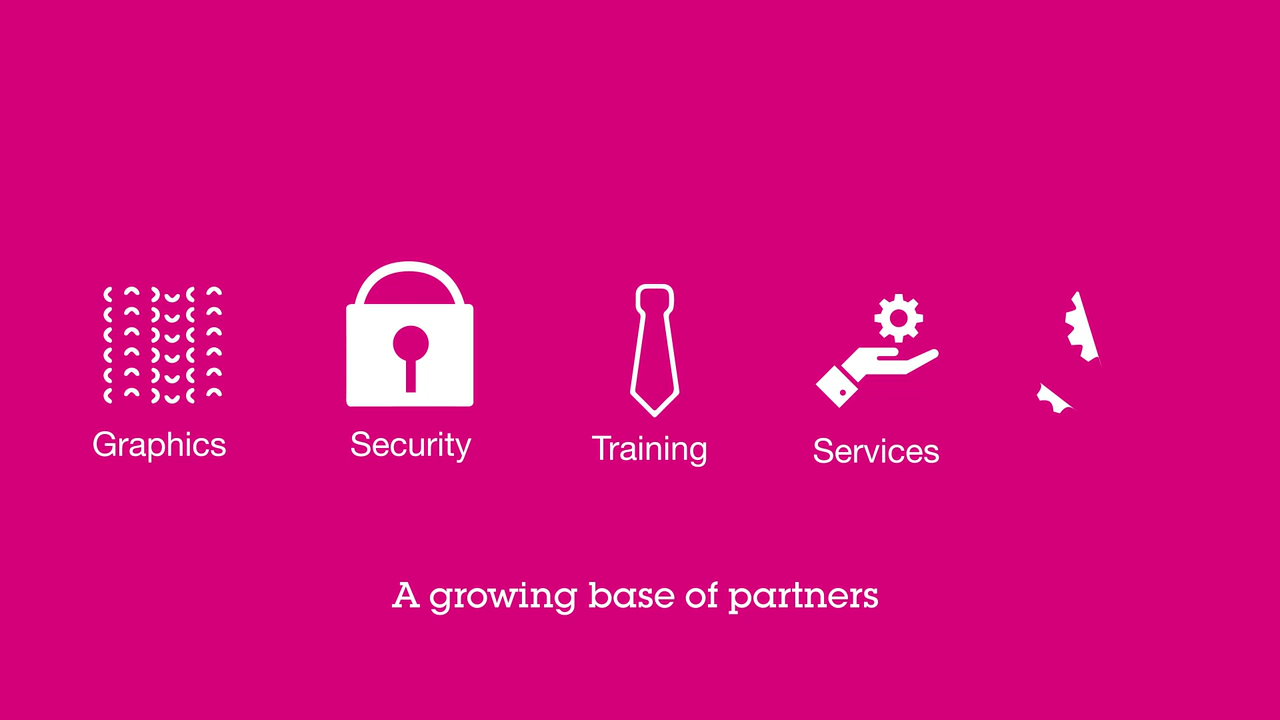 Graphics
Security
Training
Services
A growing base of partners